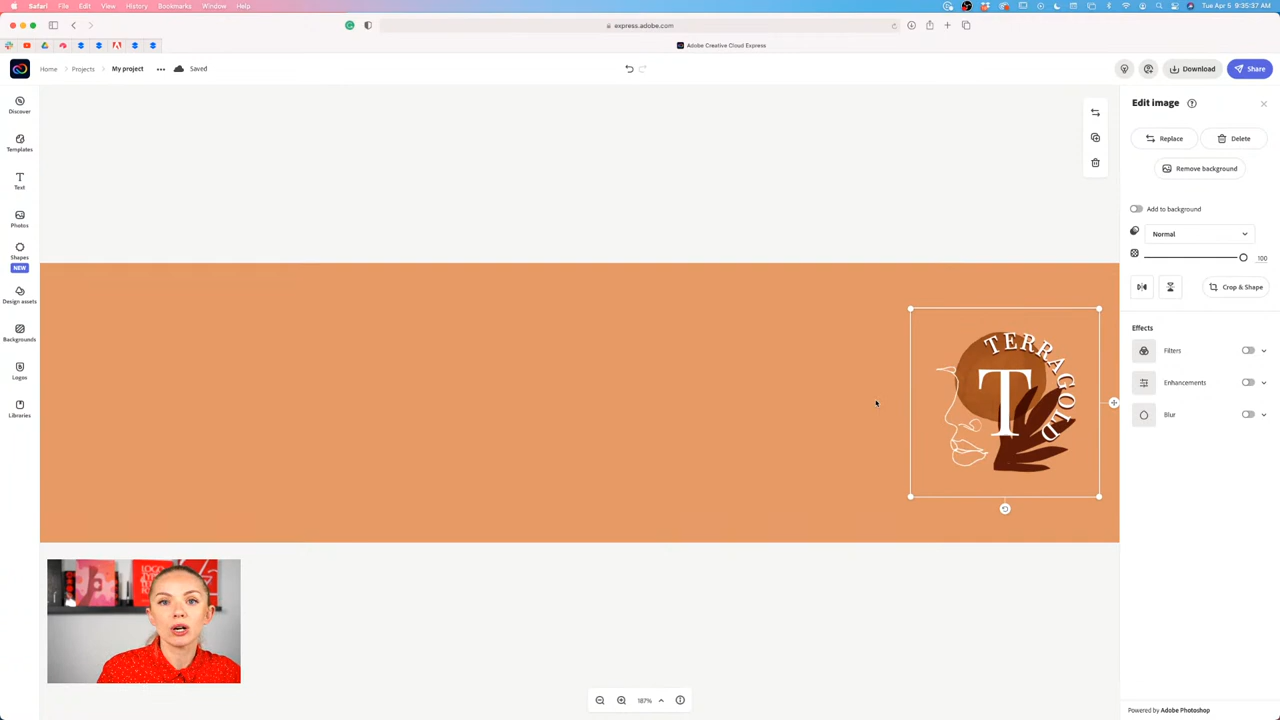 Safari File Edit View History Bookmarks Window Help Tue Apr 5 9:35:37 AM
express.adobe.com
Adobe Creative Cloud Express
Home Projects My project Saved Download Share
Discover
Templates
Text
Photos
Shapes
NEW
Design assets
Backgrounds
Logos
Libraries
TERRAGOLD
T
187%
Edit image
Replace Delete
Remove background
Add to background
Normal
100
Crop & Shape
Effects
Filters
Enhancements
Blur
Powered by Adobe Photoshop